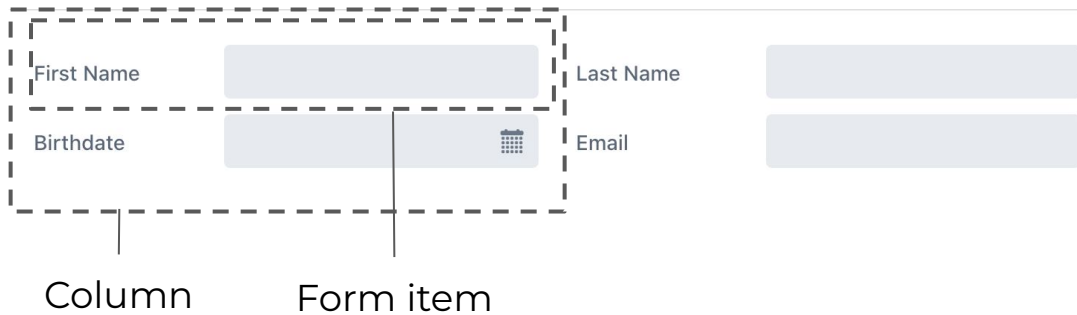 First Name
Last Name
Birthdate
Email
Column
Form item